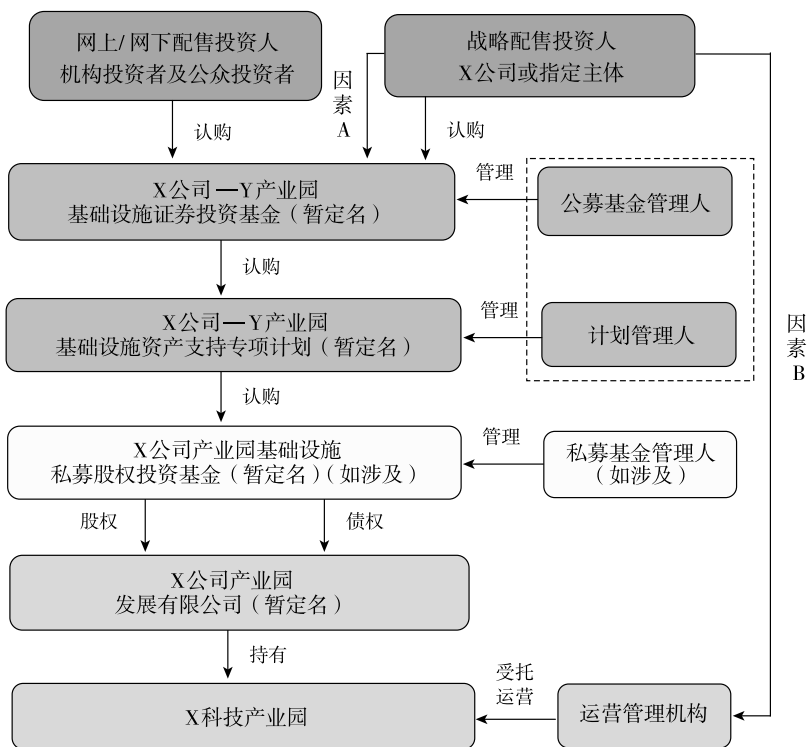 网上/网下配售投资人
机构投资者及公众投资者
战略配售投资人
X公司或指定主体
因素A
认购
认购
X公司—Y产业园
基础设施证券投资基金（暂定名）
管理
公募基金管理人
认购
X公司—Y产业园
基础设施资产支持专项计划（暂定名）
管理
计划管理人
因素B
认购
X公司产业园基础设施
私募股权投资基金（暂定名）（如涉及）
管理
私募基金管理人
（如涉及）
股权
债权
X公司产业园
发展有限公司（暂定名）
持有
X科技产业园
受托
运营
运营管理机构